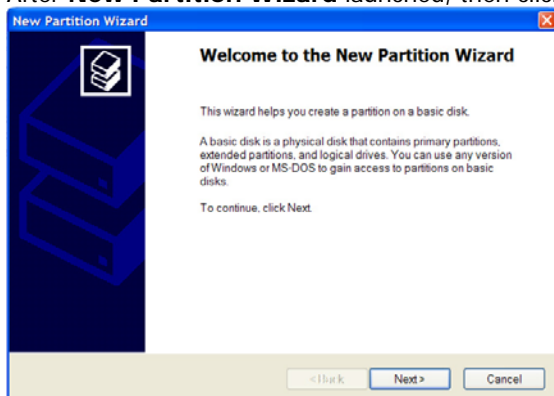 After New Partition Wizard launched, then click
New Partition Wizard
Welcome to the New Partition Wizard
This wizard helps you create a partition on a basic disk.
A basic disk is a physical disk that contains primary partitions,
extended partitions, and logical drives. You can use any version
of Windows or MS-DOS to gain access to partitions on basic
disks.
To continue, click Next.
< Back Next > Cancel